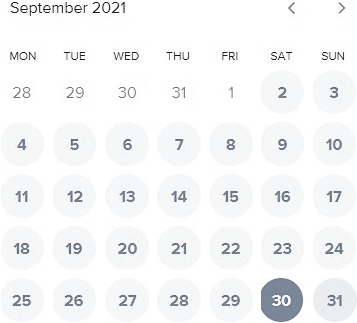 September 2021
MON TUE WED THU FRI SAT SUN
28 29 30 31 1 2 3
4 5 6 7 8 9 10
11 12 13 14 15 16 17
18 19 20 21 22 23 24
25 26 27 28 29 30 31